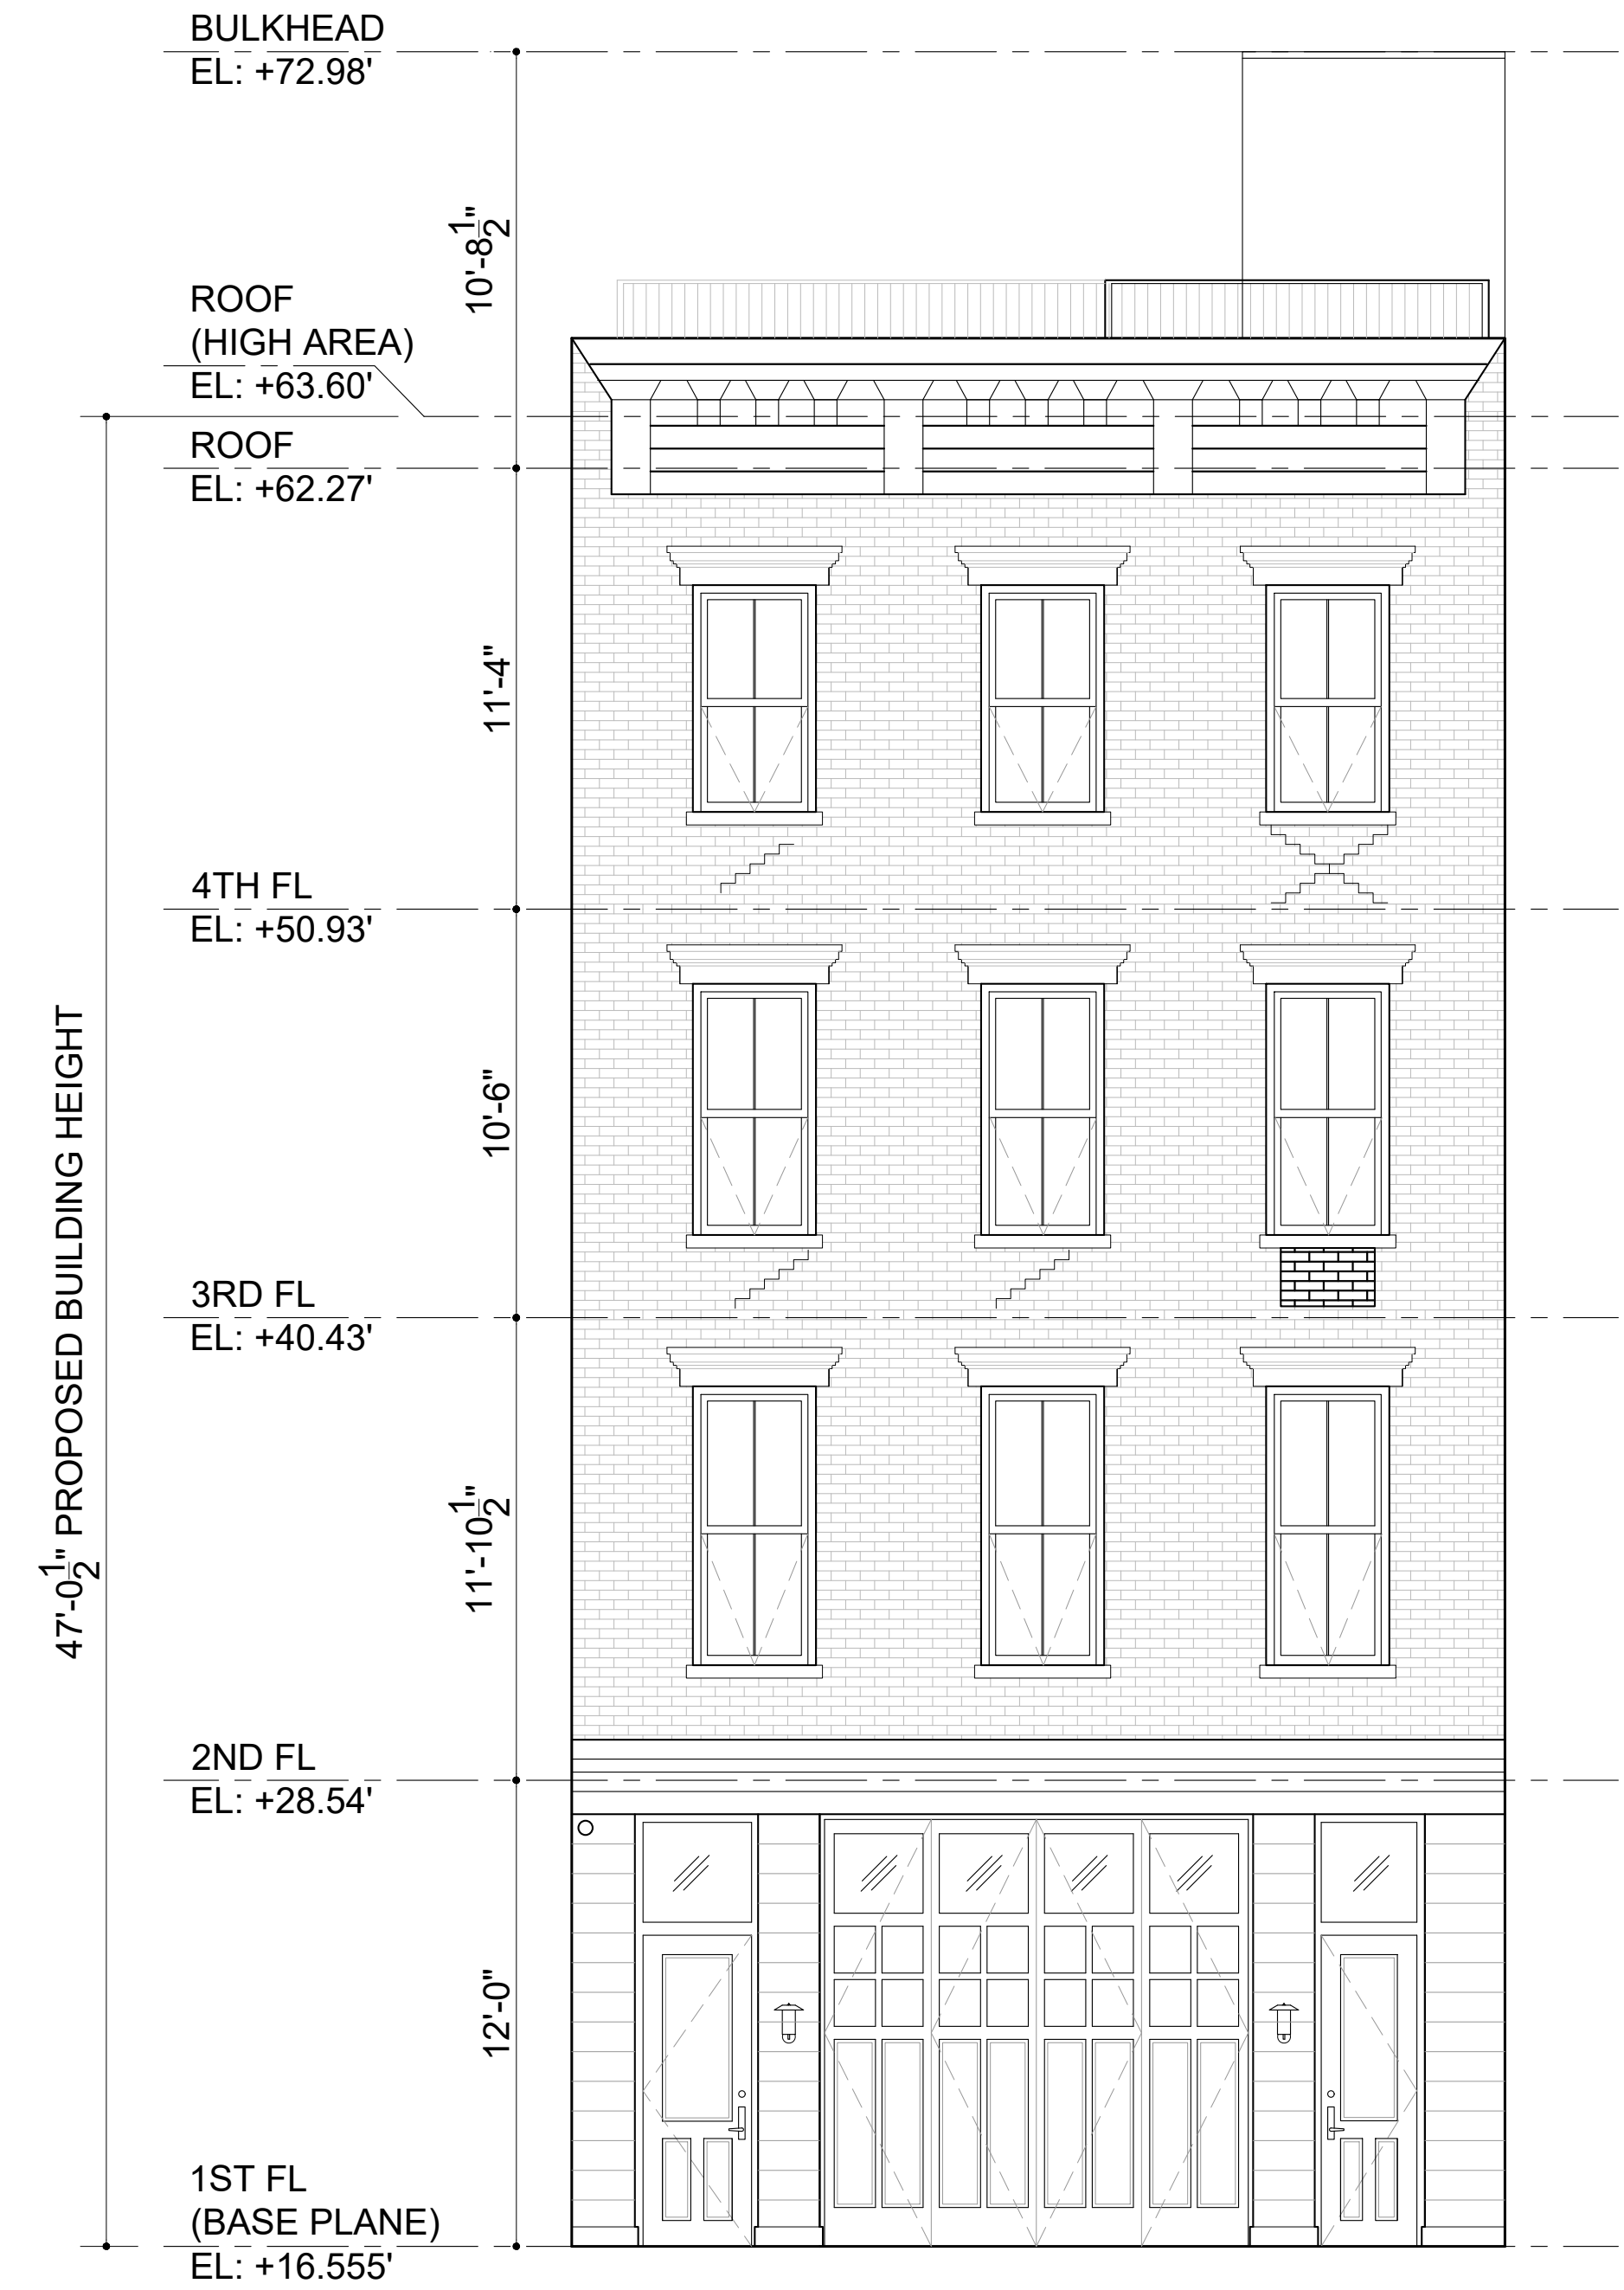 BULKHEAD
EL: +72.98'
10'-8 1/2"
ROOF
(HIGH AREA)
EL: +63.60'
ROOF
EL: +62.27'
11'-4"
4TH FL
EL: +50.93'
10'-6"
3RD FL
EL: +40.43'
47'-0 1/2" PROPOSED BUILDING HEIGHT
11'-10 1/2"
2ND FL
EL: +28.54'
12'-0"
1ST FL
(BASE PLANE)
EL: +16.555'